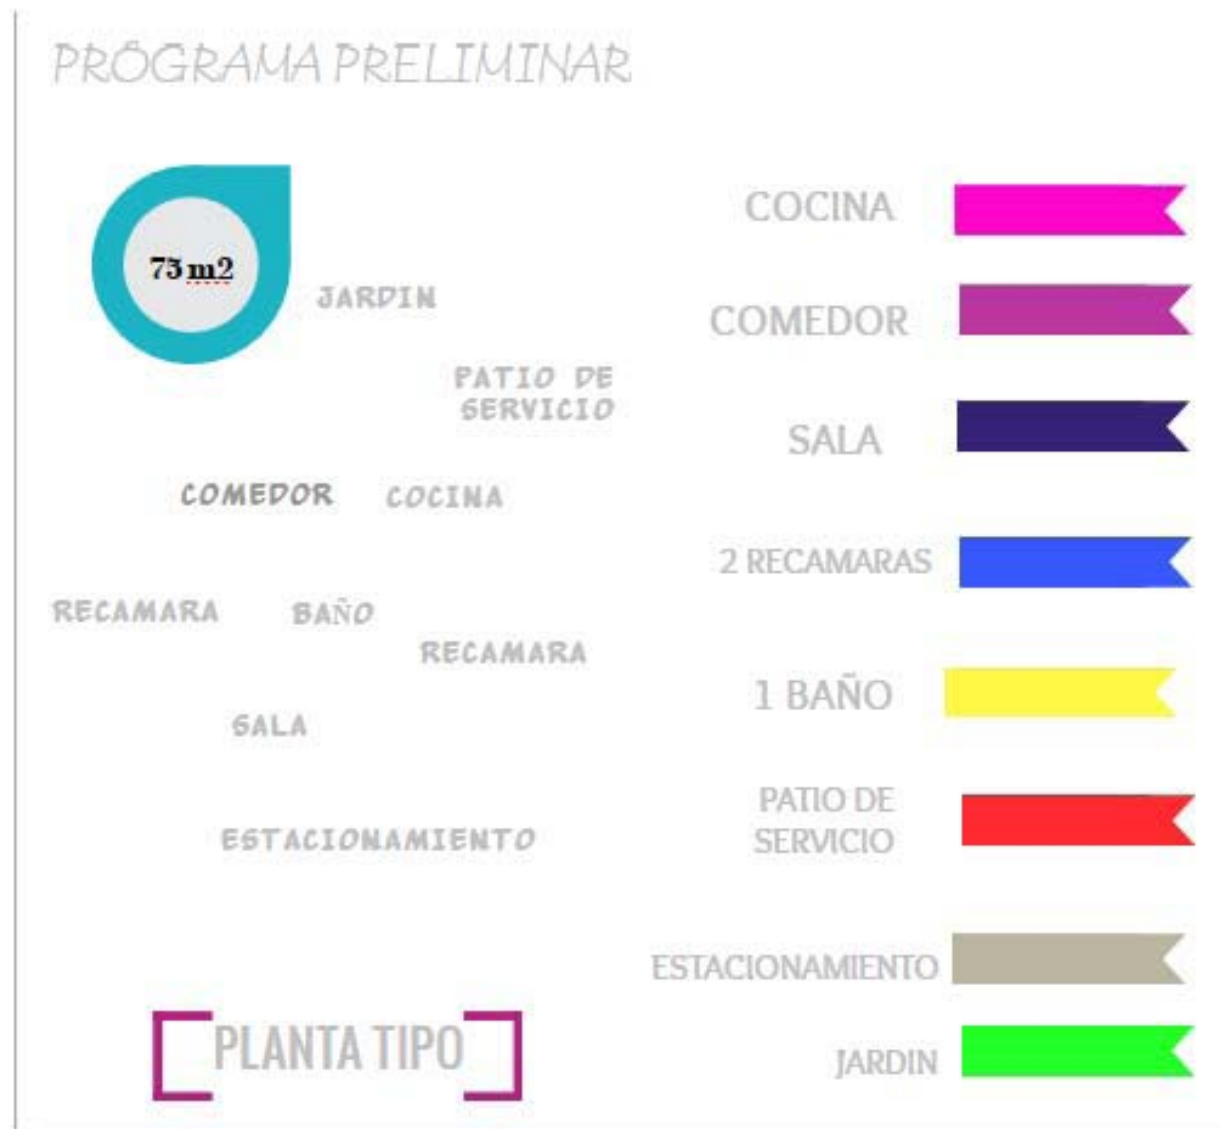 PROGRAMA PRELIMINAR
75 m2
JARDIN
PATIO DE
SERVICIO
COMEDOR COCINA
RECAMARA BAÑO
RECAMARA
SALA
ESTACIONAMIENTO
PLANTA TIPO
COCINA
COMEDOR
SALA
2 RECAMARAS
1 BAÑO
PATIO DE
SERVICIO
ESTACIONAMIENTO
JARDIN